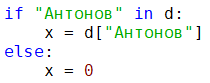 if "Антонов" in d:
    x = d["Антонов"]
else:
    x = 0